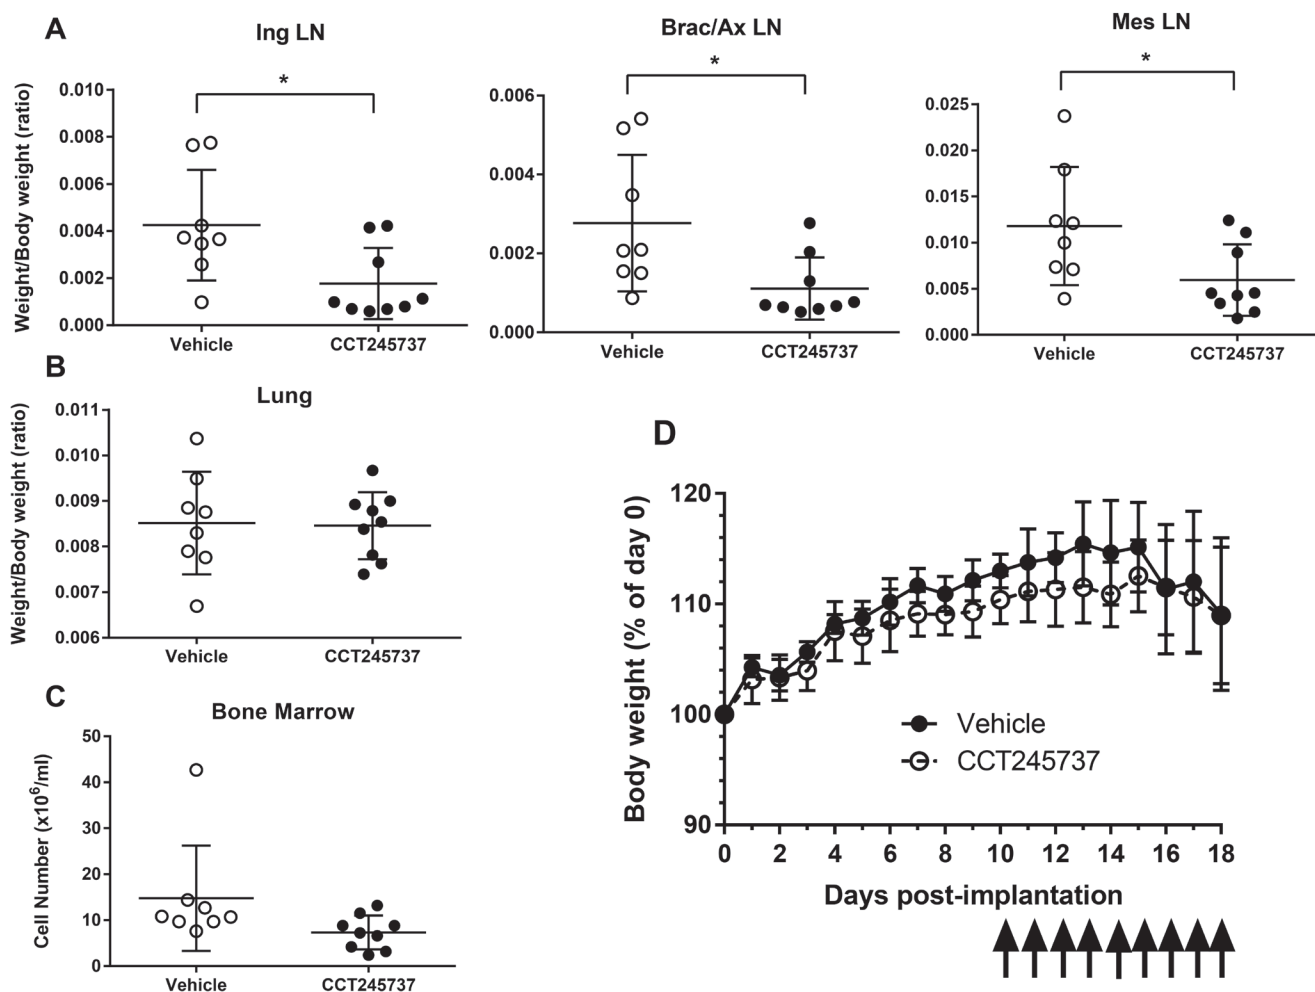 A
Ing LN
Brac/Ax LN
Mes LN
*
*
*
Weight/Body weight (ratio)
0.010
0.008
0.006
0.004
0.002
0.000
Vehicle
CCT245737
0.006
0.004
0.002
0.000
Vehicle
CCT245737
0.025
0.020
0.015
0.010
0.005
0.000
Vehicle
CCT245737
B
Lung
Weight/Body weight (ratio)
0.011
0.010
0.009
0.008
0.007
0.006
Vehicle
CCT245737
C
Bone Marrow
Cell Number (x10⁶/ml)
50
40
30
20
10
0
Vehicle
CCT245737
D
Body weight (% of day 0)
120
110
100
90
Vehicle
CCT245737
0 2 4 6 8 10 12 14 16 18
Days post-implantation